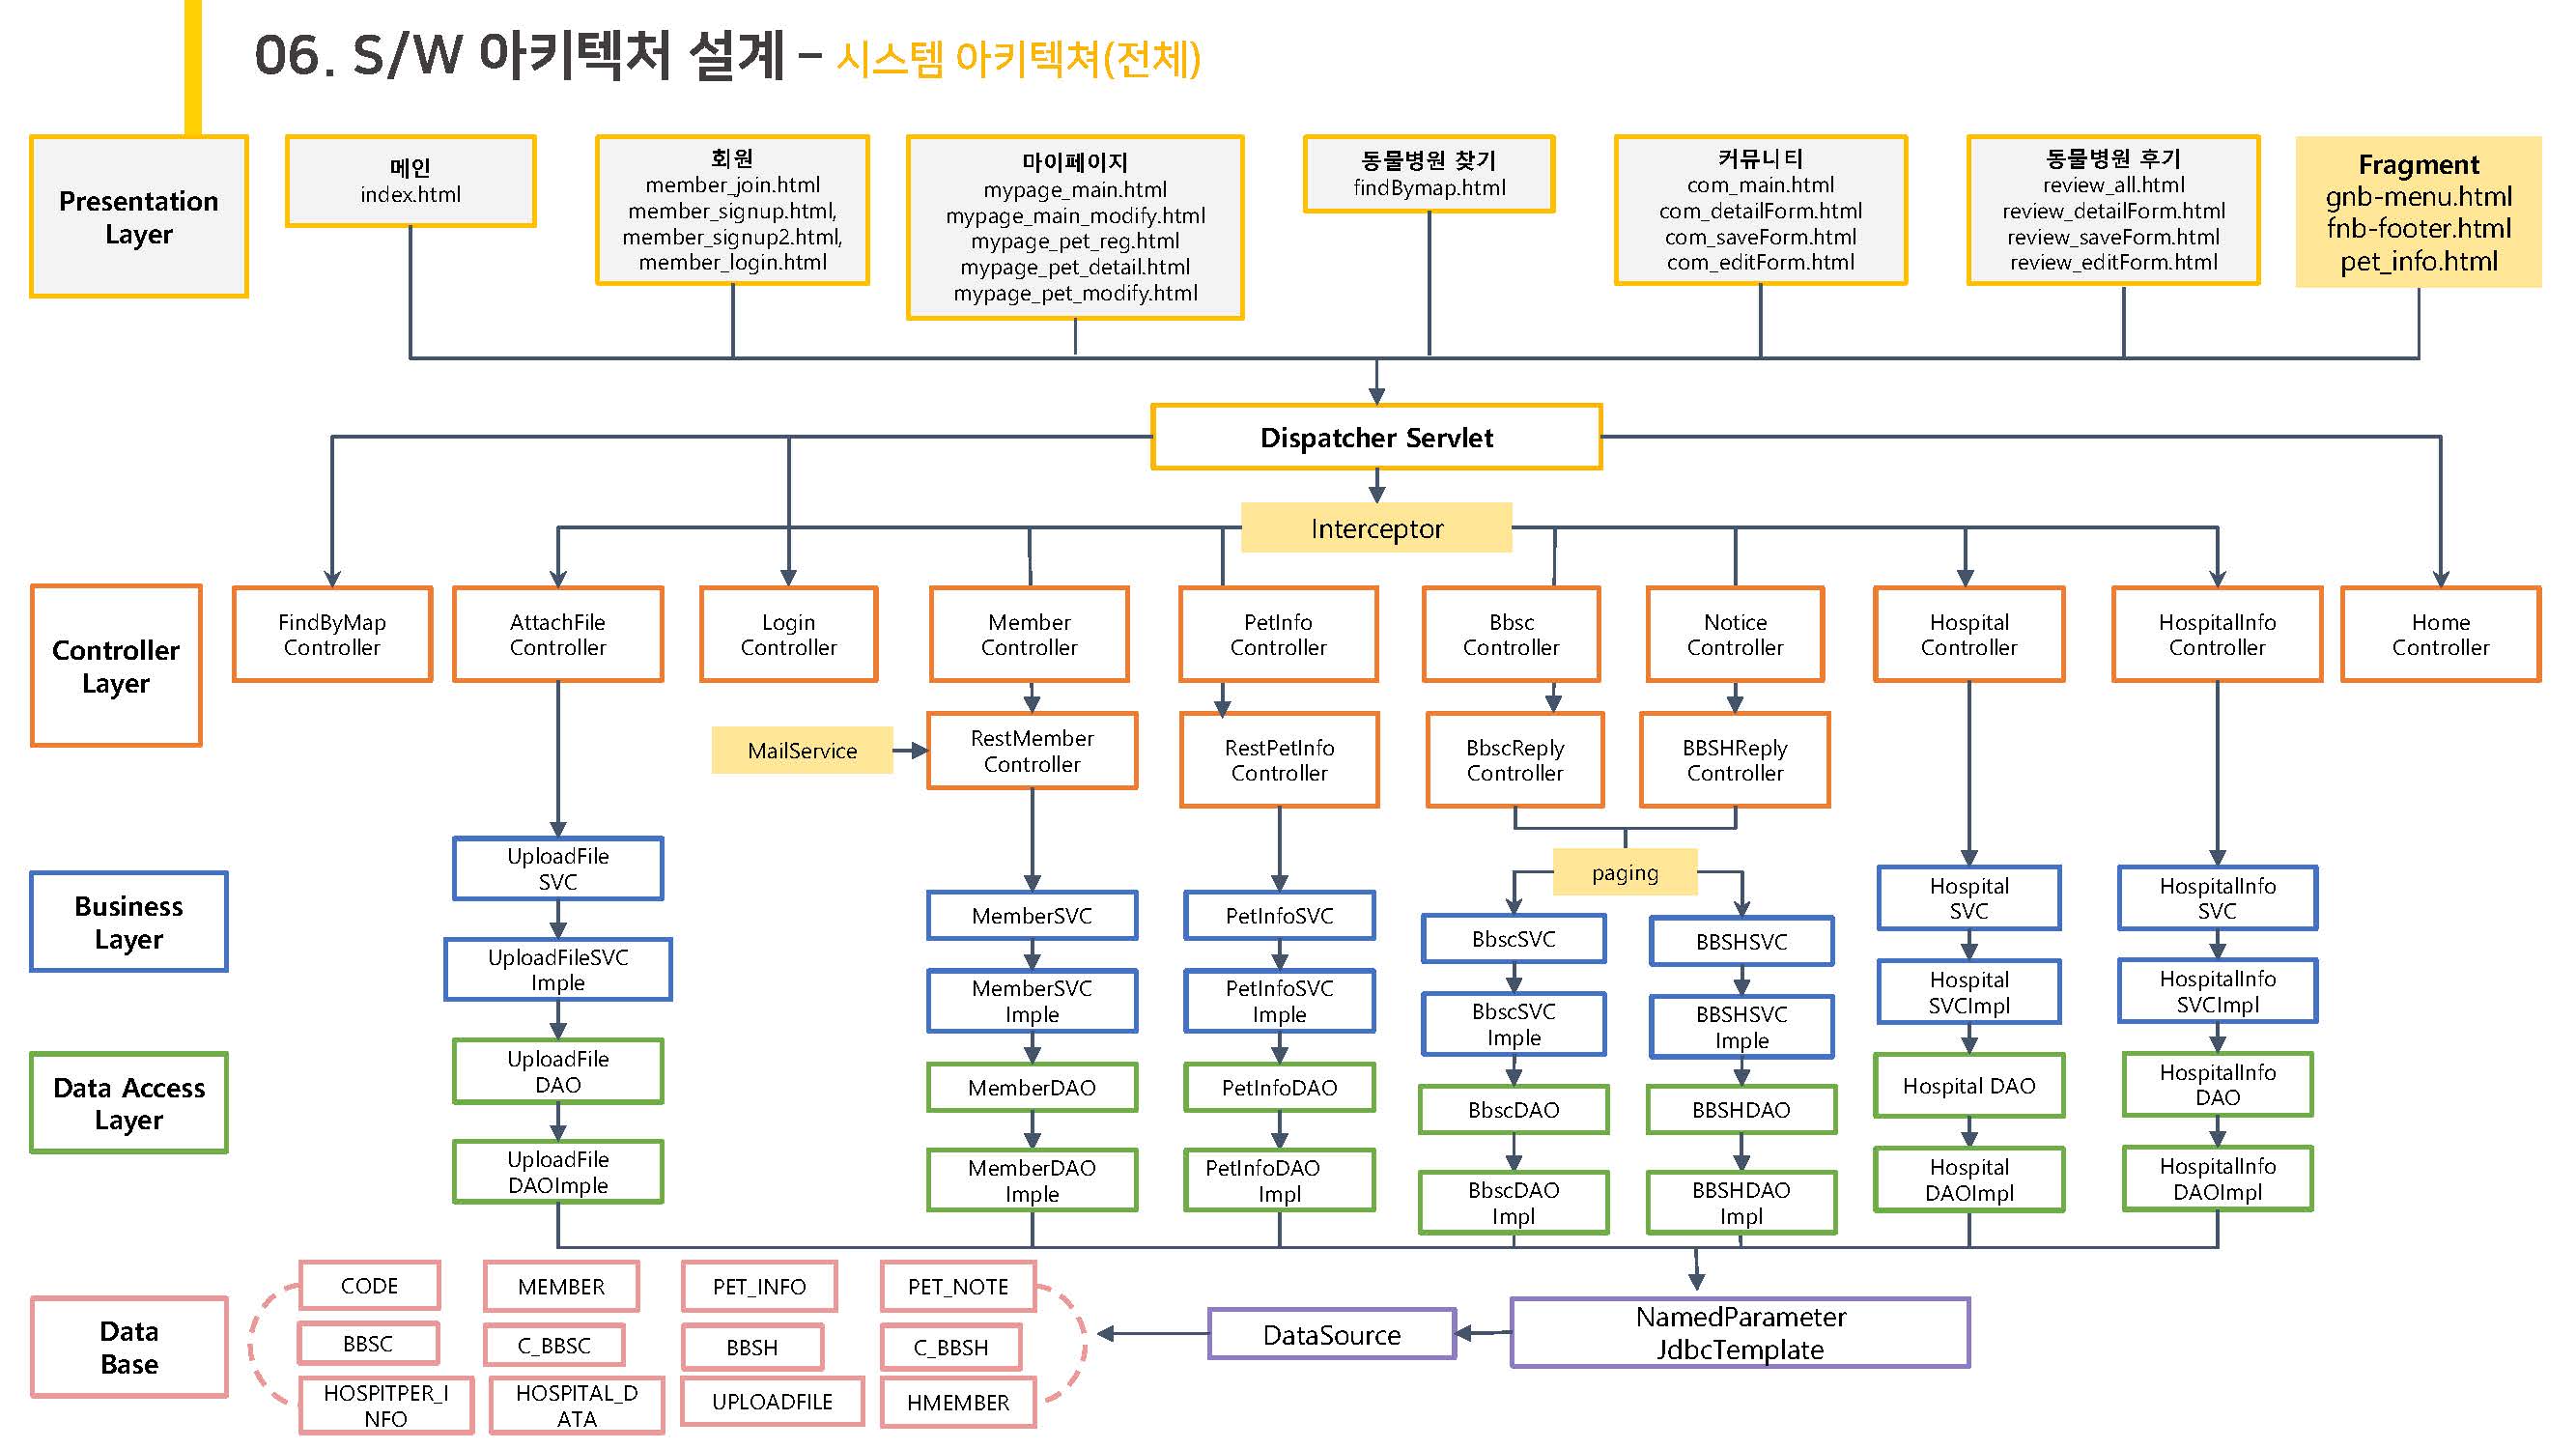 06. S/W 아키텍처 설계 – 시스템 아키텍쳐(전체)
Presentation
Layer
메인
index.html
회원
member_join.html
member_signup.html,
member_signup2.html,
member_login.html
마이페이지
mypage_main.html
mypage_main_modify.html
mypage_pet_reg.html
mypage_pet_detail.html
mypage_pet_modify.html
동물병원 찾기
findBymap.html
커뮤니티
com_main.html
com_detailForm.html
com_saveForm.html
com_editForm.html
동물병원 후기
review_all.html
review_detailForm.html
review_saveForm.html
review_editForm.html
Fragment
gnb-menu.html
fnb-footer.html
pet_info.html
Dispatcher Servlet
Interceptor
Controller
Layer
FindByMap
Controller
AttachFile
Controller
Login
Controller
Member
Controller
PetInfo
Controller
Bbsc
Controller
Notice
Controller
Hospital
Controller
HospitalInfo
Controller
Home
Controller
MailService
RestMember
Controller
RestPetInfo
Controller
BbscReply
Controller
BBSHReply
Controller
paging
Business
Layer
UploadFile
SVC
UploadFileSVC
Imple
MemberSVC
MemberSVC
Imple
PetInfoSVC
PetInfoSVC
Imple
BbscSVC
BbscSVC
Imple
BBSHSVC
BBSHSVC
Imple
Hospital
SVC
Hospital
SVCImpl
HospitalInfo
SVC
HospitalInfo
SVCImpl
Data Access
Layer
UploadFile
DAO
UploadFile
DAOImple
MemberDAO
MemberDAO
Imple
PetInfoDAO
PetInfoDAO
Impl
BbscDAO
BbscDAO
Impl
BBSHDAO
BBSHDAO
Impl
Hospital DAO
Hospital
DAOImpl
HospitalInfo
DAO
HospitalInfo
DAOImpl
Data
Base
CODE
MEMBER
PET_INFO
PET_NOTE
BBSC
C_BBSC
BBSH
C_BBSH
HOSPITPER_I
NFO
HOSPITAL_D
ATA
UPLOADFILE
HMEMBER
DataSource
NamedParameter
JdbcTemplate